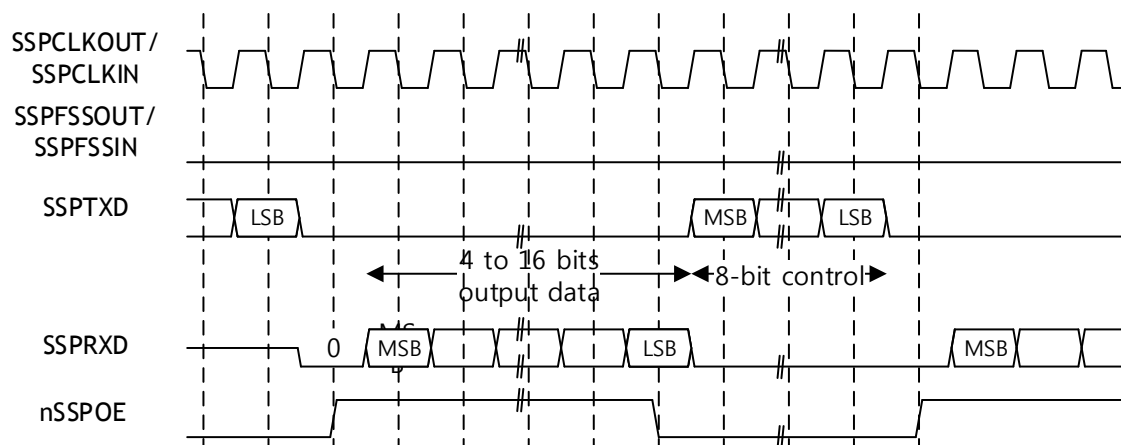 SSPCLKOUT/
SSPCLKIN
SSPFSSOUT/
SSPFSSIN
SSPTXD
LSB
MSB
LSB
4 to 16 bits
output data
8-bit control
SSPRXD
0
MSB
LSB
MSB
nSSPOE